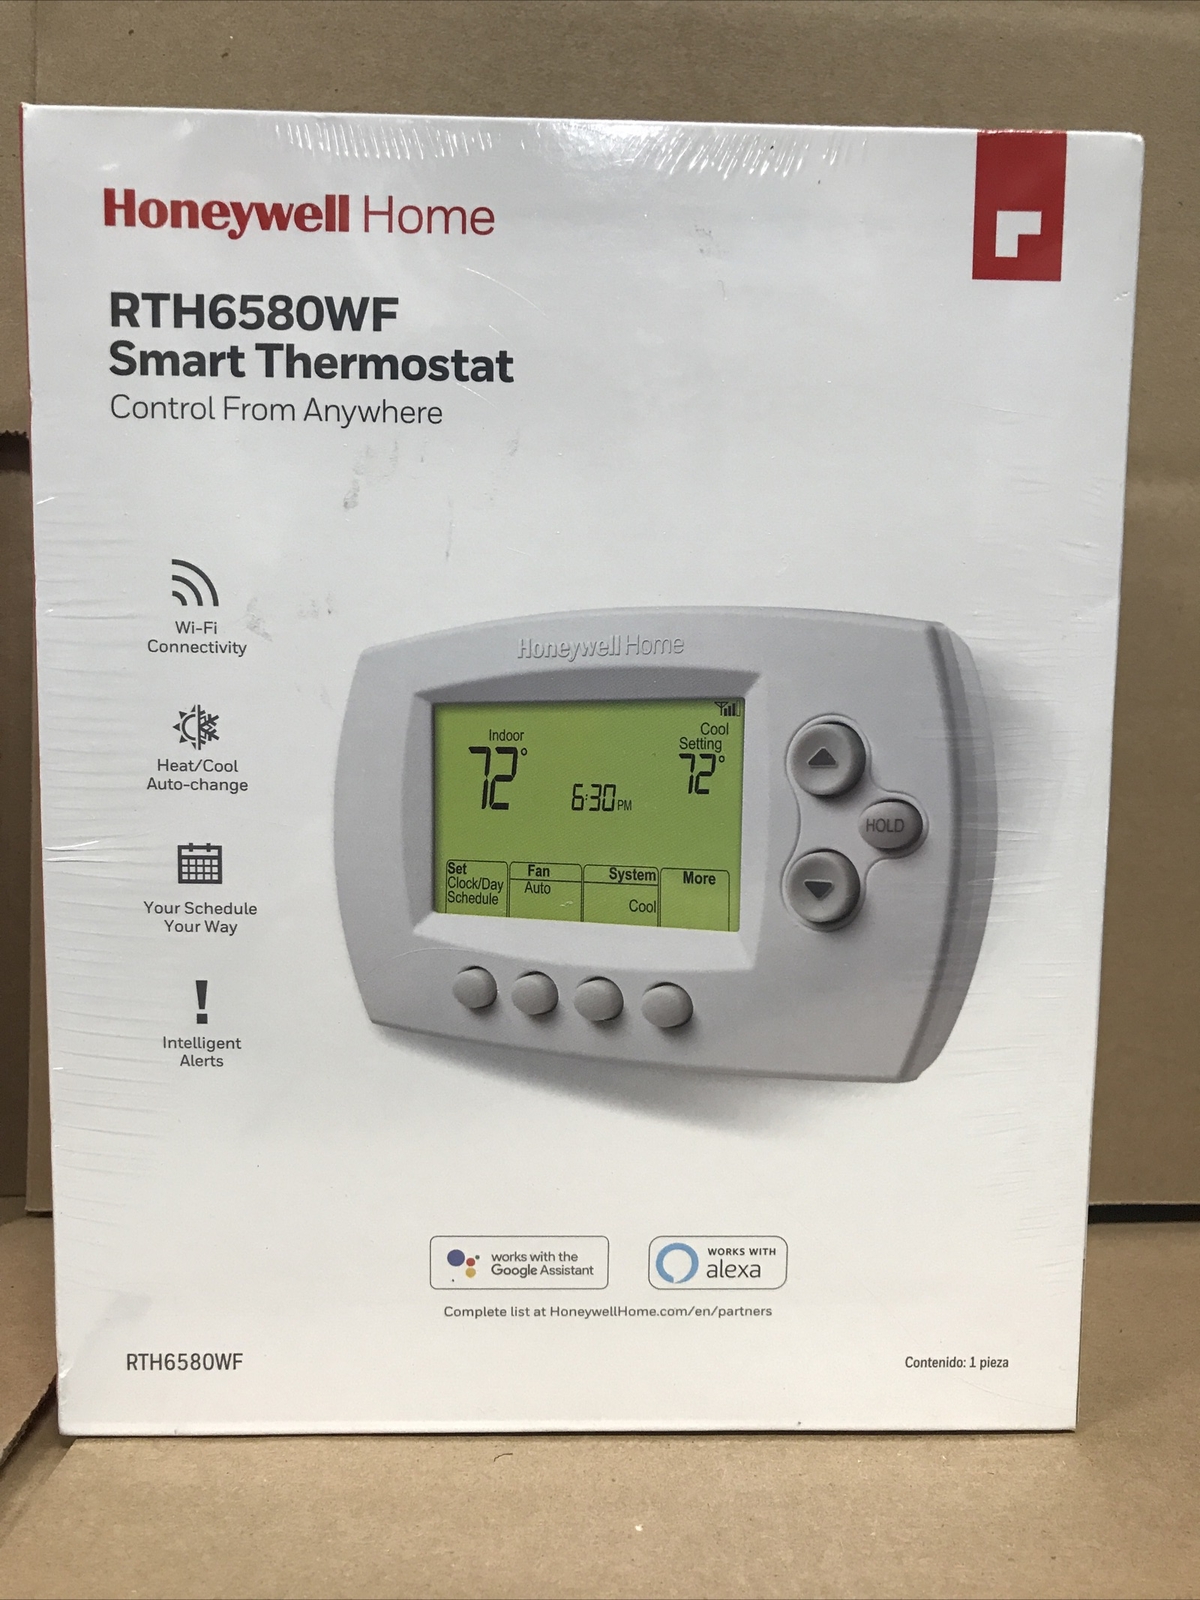 Honeywell Home
RTH6580WF
Smart Thermostat
Control From Anywhere
Wi-Fi
Connectivity
Heat/Cool
Auto-change
Your Schedule
Your Way
!
Intelligent
Alerts
Honeywell Home
Indoor
72°
6:30 PM
Cool
Setting
72°
Set
Clock/Day
Schedule
Fan
Auto
System
Cool
More
HOLD
works with the
Google Assistant
WORKS WITH
alexa
Complete list at HoneywellHome.com/en/partners
RTH6580WF
Contenido: 1 pieza